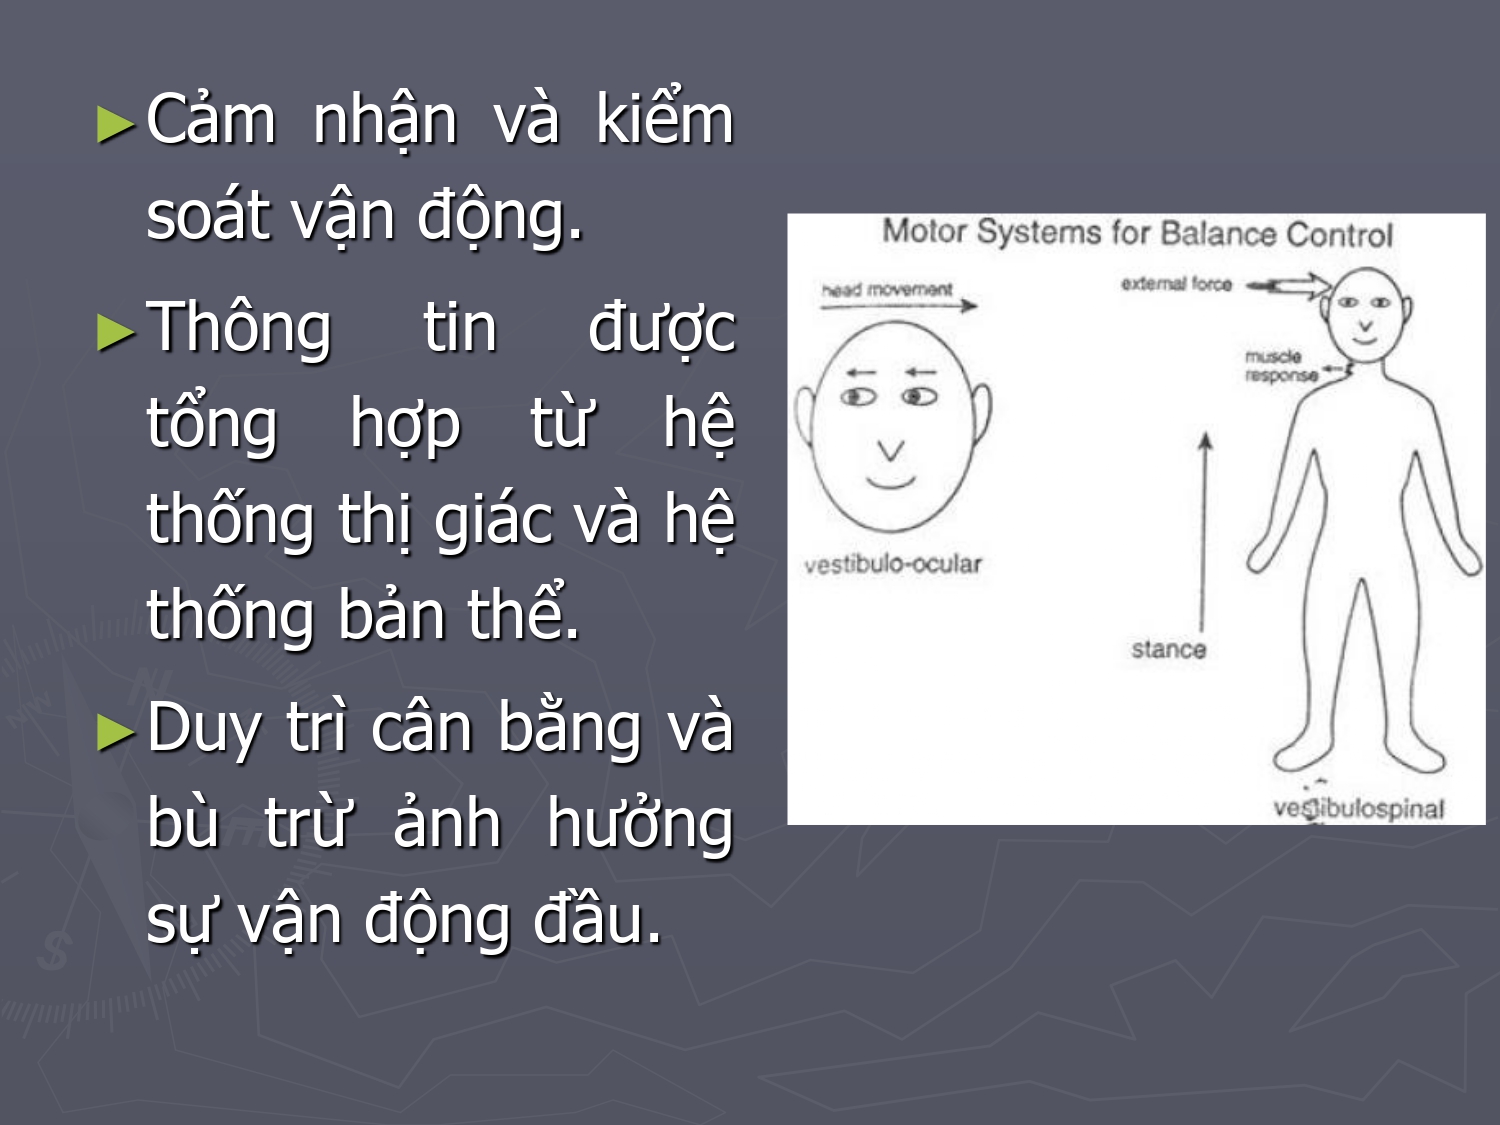 Cảm nhận và kiểm
soát vận động.
Thông tin được
tổng hợp từ hệ
thống thị giác và hệ
thống bản thể.
Duy trì cân bằng và
bù trừ ảnh hưởng
sự vận động đầu.
Motor Systems for Balance Control
head movement
external force
muscle
response
vestibulo-ocular
stance
vestibulospinal
N
NW
E
S